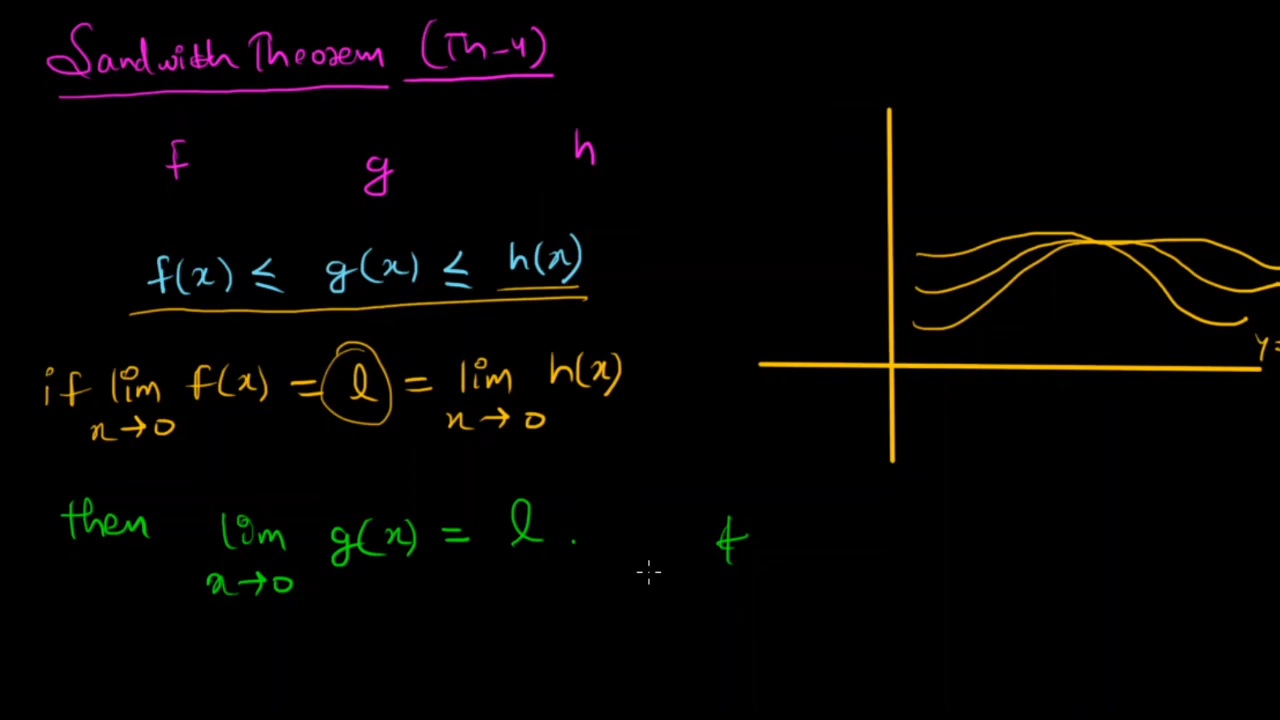 Sandwith Theorem (Th-4)
f g h
f(x) ≤ g(x) ≤ h(x)
if lim f(x) = l = lim h(x)
x→0 x→0
then lim g(x) = l .
x→0
y=